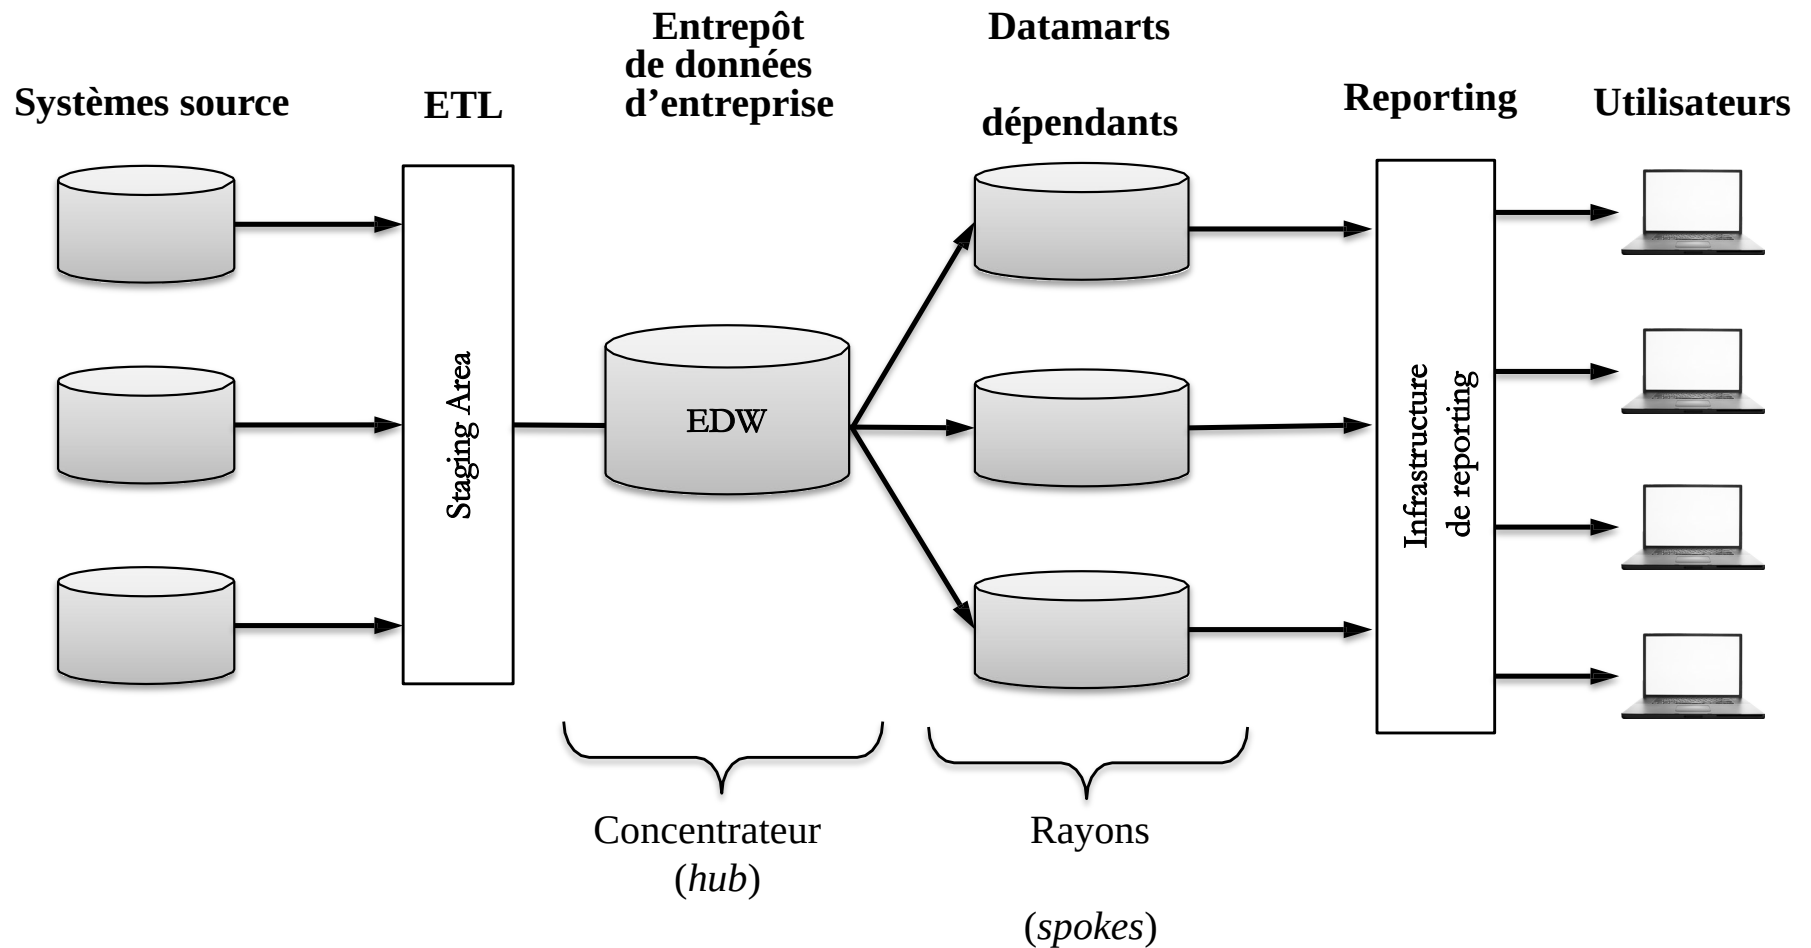 Entrepôt
de données
d’entreprise
Datamarts
dépendants
Systèmes source
ETL
Reporting
Utilisateurs
Staging Area
EDW
Infrastructure
de reporting
Concentrateur
(hub)
Rayons
(spokes)